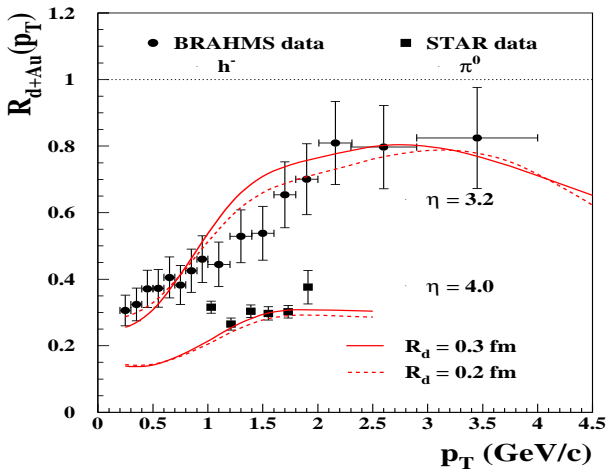 R_{d+Au}(p_T)
● BRAHMS data ■ STAR data
h⁻ π⁰
1
0.8
0.6
0.4
0.2
0
η = 3.2
η = 4.0
R_d = 0.3 fm
R_d = 0.2 fm
0 0.5 1 1.5 2 2.5 3 3.5 4 4.5
p_T (GeV/c)